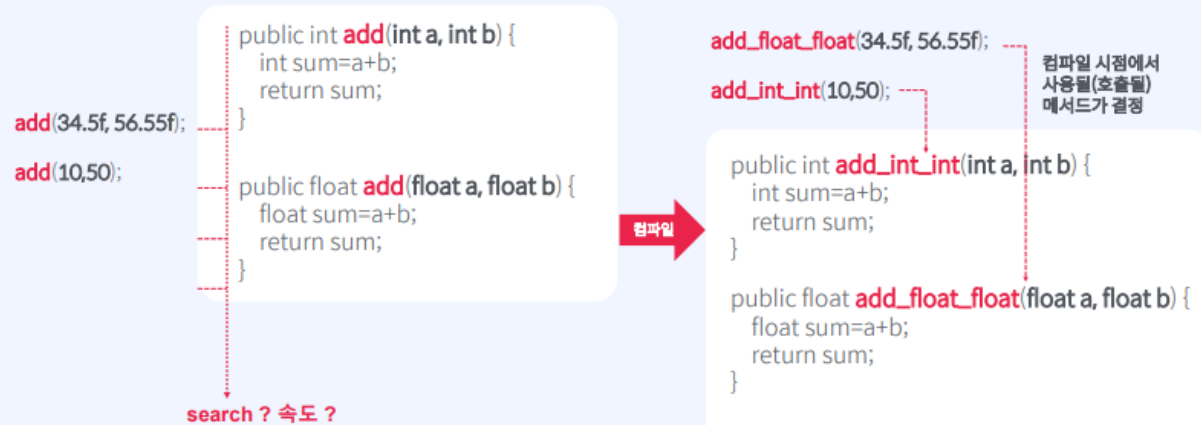 add(34.5f, 56.55f);
add(10,50);
public int add(int a, int b) {
int sum=a+b;
return sum;
}
public float add(float a, float b) {
float sum=a+b;
return sum;
}
search ? 속도 ?
컴파일
add_float_float(34.5f, 56.55f);
add_int_int(10,50);
컴파일 시점에서
사용될(호출될)
메서드가 결정
public int add_int_int(int a, int b) {
int sum=a+b;
return sum;
}
public float add_float_float(float a, float b) {
float sum=a+b;
return sum;
}